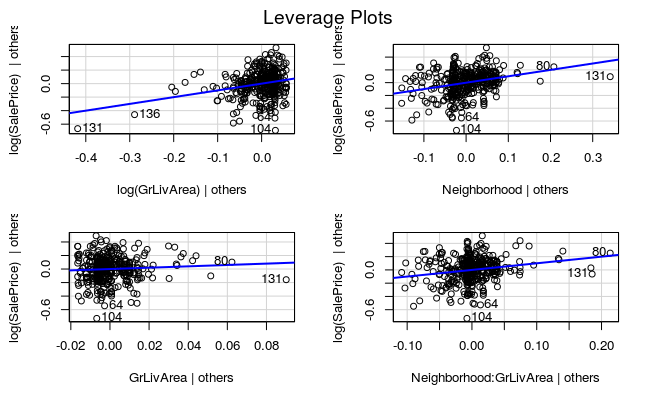 Leverage Plots
log(SalePrice) | others
0.0
-0.6
131
136
64
104
-0.4 -0.3 -0.2 -0.1 0.0
log(GrLivArea) | others
log(SalePrice) | others
0.0
-0.6
80
131
64
104
-0.1 0.0 0.1 0.2 0.3
Neighborhood | others
log(SalePrice) | others
0.0
-0.6
80
131
64
104
-0.02 0.00 0.02 0.04 0.06 0.08
GrLivArea | others
log(SalePrice) | others
0.0
-0.6
80
131
64
104
-0.10 0.00 0.10 0.20
Neighborhood:GrLivArea | others